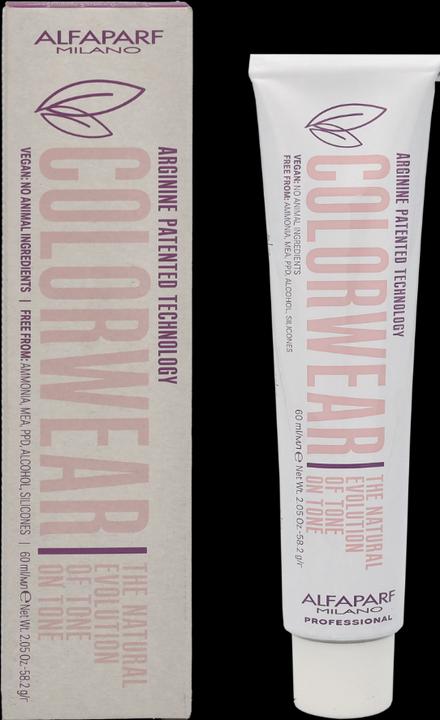 ALFAPARF
MILANO
ARGININE PATENTED TECHNOLOGY
COLORWEAR
THE NATURAL
EVOLUTION
OF TONE
ON TONE
VEGAN: NO ANIMAL INGREDIENTS | FREE FROM: AMMONIA, MEA, PPD, ALCOHOL, SILICONES | 60 ml/мл e Net Wt. 2.05 Oz-58.2 g/г
ARGININE PATENTED TECHNOLOGY
COLORWEAR
THE NATURAL
EVOLUTION
OF TONE
ON TONE
VEGAN: NO ANIMAL INGREDIENTS
FREE FROM: AMMONIA, MEA, PPD, ALCOHOL, SILICONES
60 ml/мл e Net Wt. 2.05 Oz-58.2 g/г
ALFAPARF
MILANO
PROFESSIONAL